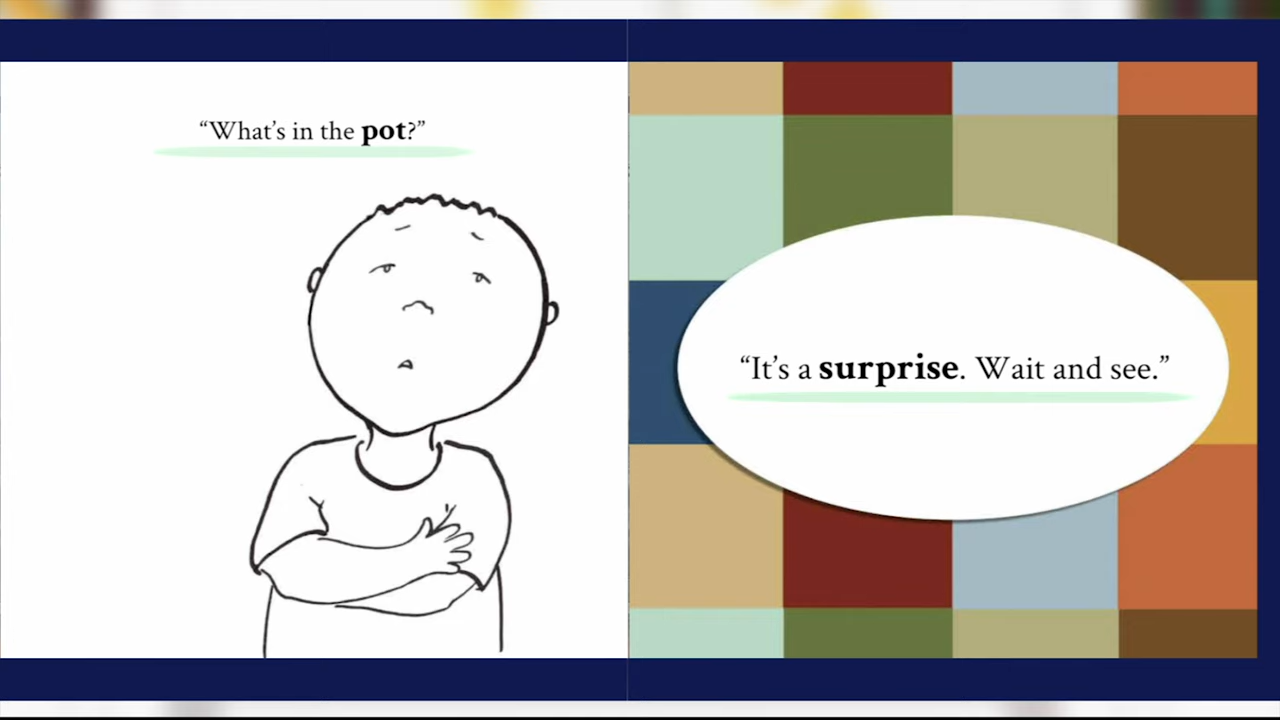 “What’s in the pot?”
“It’s a surprise. Wait and see.”